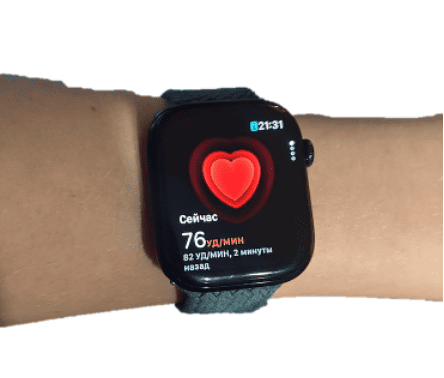 21:31
Сейчас
76 УД/МИН
82 УД/МИН, 2 минуты
назад